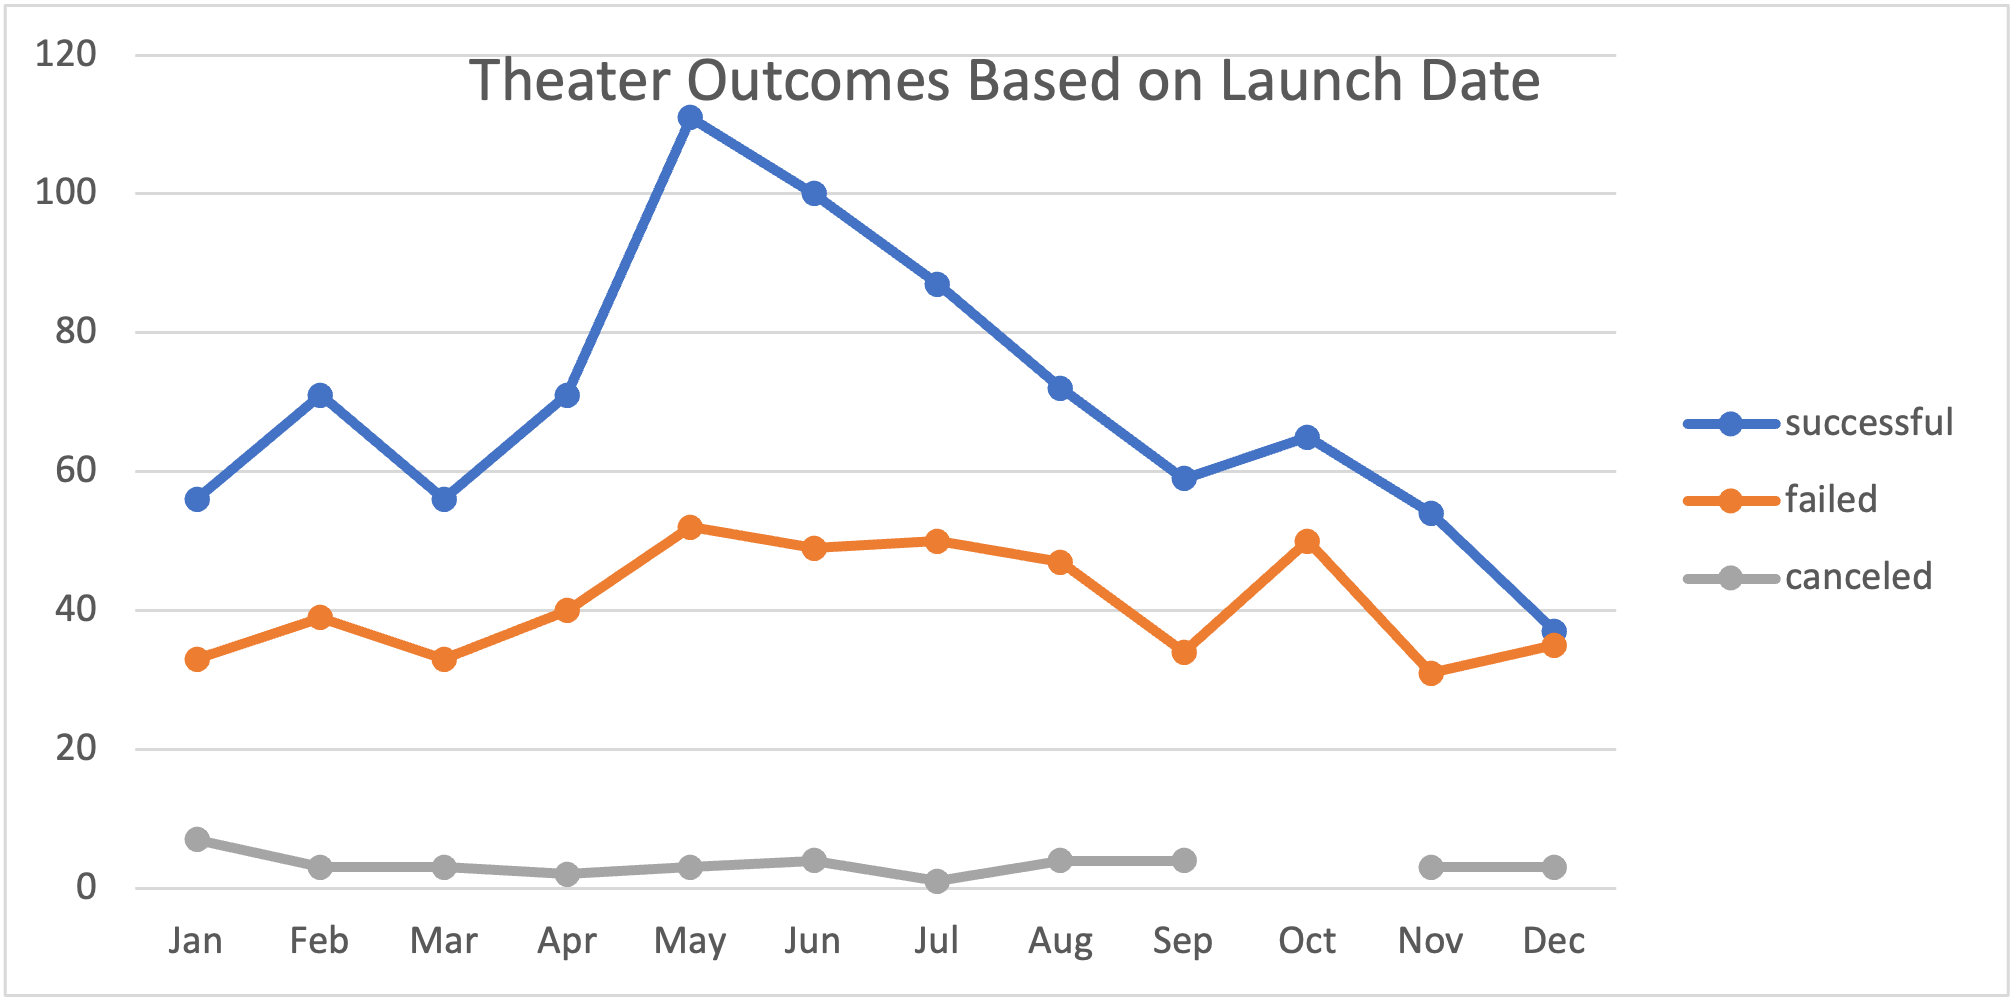 Theater Outcomes Based on Launch Date
120
100
80
60
40
20
0
Jan Feb Mar Apr May Jun Jul Aug Sep Oct Nov Dec
successful
failed
canceled